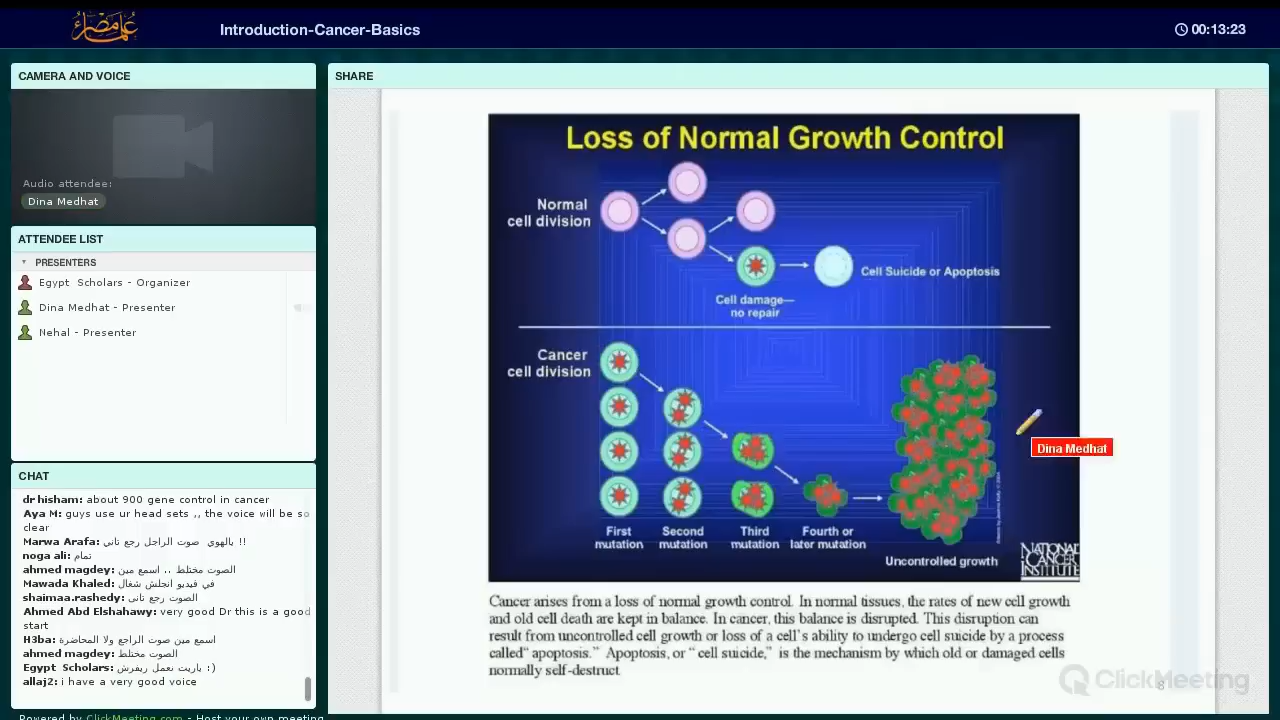 علماء مصر
Introduction-Cancer-Basics
00:13:23
CAMERA AND VOICE
Audio attendee:
Dina Medhat
ATTENDEE LIST
PRESENTERS
Egypt Scholars - Organizer
Dina Medhat - Presenter
Nehal - Presenter
CHAT
dr hisham: about 900 gene control in cancer
Aya M: guys use ur head sets ,, the voice will be so
clear
Marwa Arafa: يالهوي صوت الراجل رجع تاني !!
noga ali: تمام
ahmed magdey: الصوت مختلط .. اسمع مين
Mawada Khaled: في فيديو انجلش شغال
shaimaa.rashedy: الصوت رجع تانى
Ahmed Abd Elshahawy: very good Dr this is a good
start
H3ba: اسمع مين صوت الراجع ولا المحاضرة
ahmed magdey: الصوت مختلط
Egypt Scholars: ياريت نعمل ريفرش :)
allaj2: i have a very good voice
Powered by ClickMeeting.com - Host your own meeting
SHARE
Loss of Normal Growth Control
Normal
cell division
Cell Suicide or Apoptosis
Cell damage—
no repair
Cancer
cell division
Dina Medhat
First
mutation
Second
mutation
Third
mutation
Fourth or
later mutation
Uncontrolled growth
NATIONAL
CANCER
INSTITUTE
Cancer arises from a loss of normal growth control. In normal tissues, the rates of new cell growth
and old cell death are kept in balance. In cancer, this balance is disrupted. This disruption can
result from uncontrolled cell growth or loss of a cell's ability to undergo cell suicide by a process
called“ apoptosis.” Apoptosis, or “ cell suicide,” is the mechanism by which old or damaged cells
normally self-destruct
8
ClickMeeting